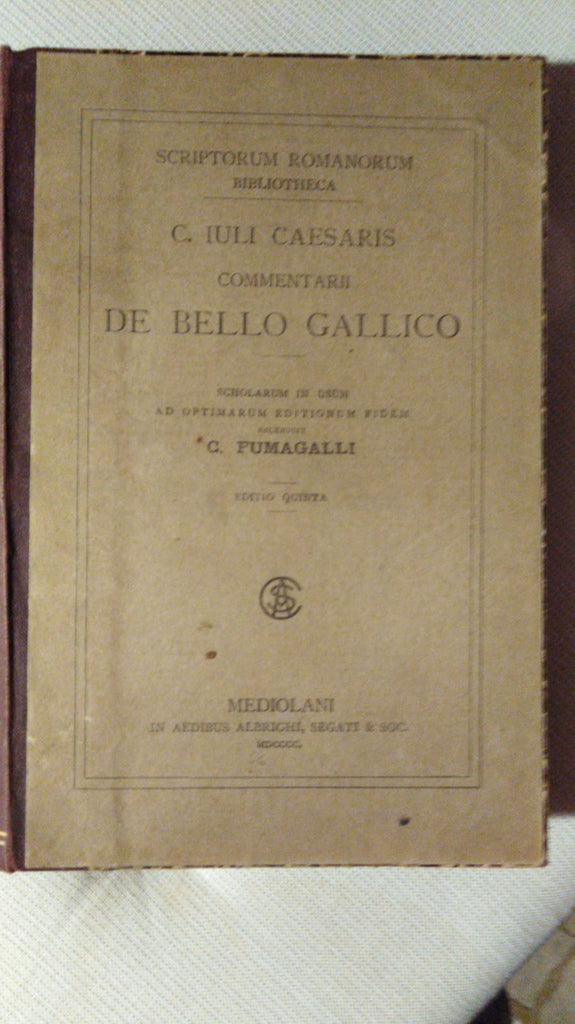 SCRIPTORUM ROMANORUM
BIBLIOTHECA
C. IULI CAESARIS
COMMENTARII
DE BELLO GALLICO
SCHOLARUM IN USUM
AD OPTIMARUM EDITIONUM FIDEM
RECENSUIT
C. FUMAGALLI
EDITIO QUINTA
MEDIOLANI
IN AEDIBUS ALBRIGHI, SEGATI & SOC.
MDCCCC.